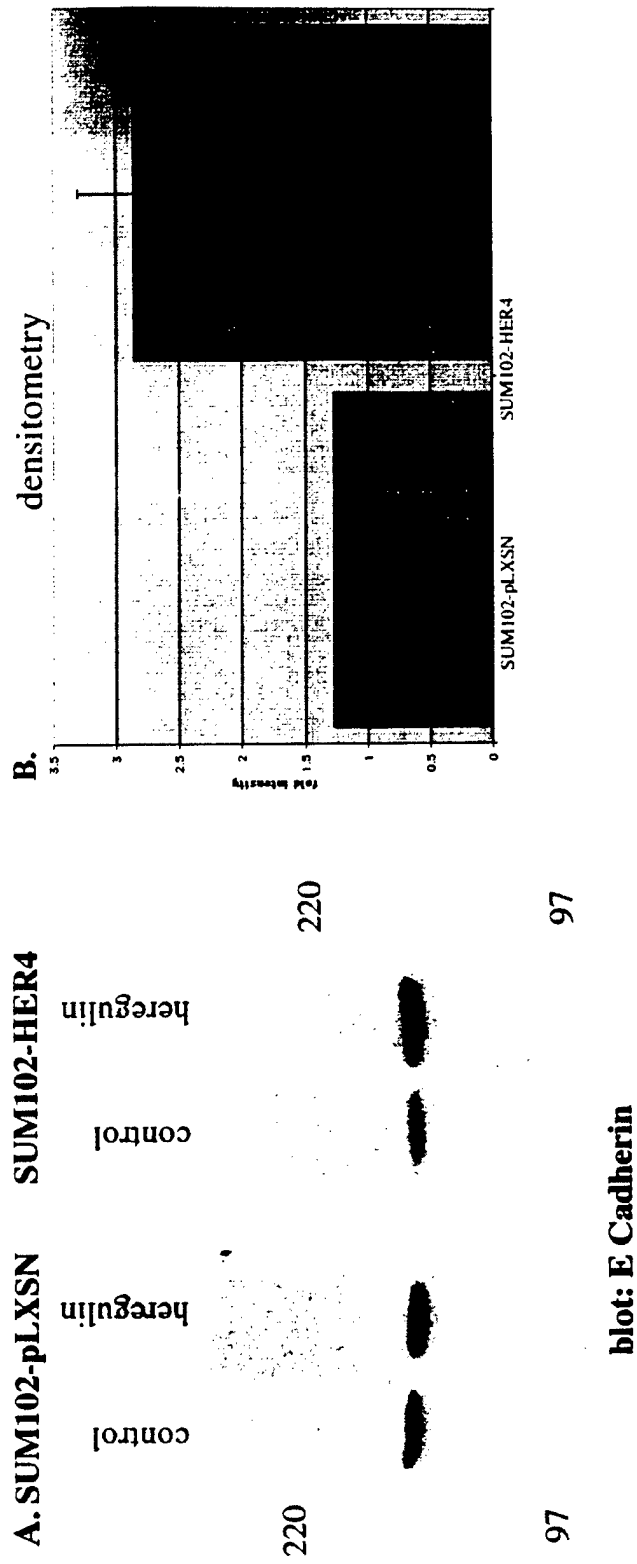 A. SUM102-pLXSN SUM102-HER4
control heregulin control heregulin
220 220
97 97
blot: E Cadherin
B. densitometry
3.5
3
2.5
2
1.5
1
0.5
0
fold intensity
SUM102-pLXSN SUM102-HER4